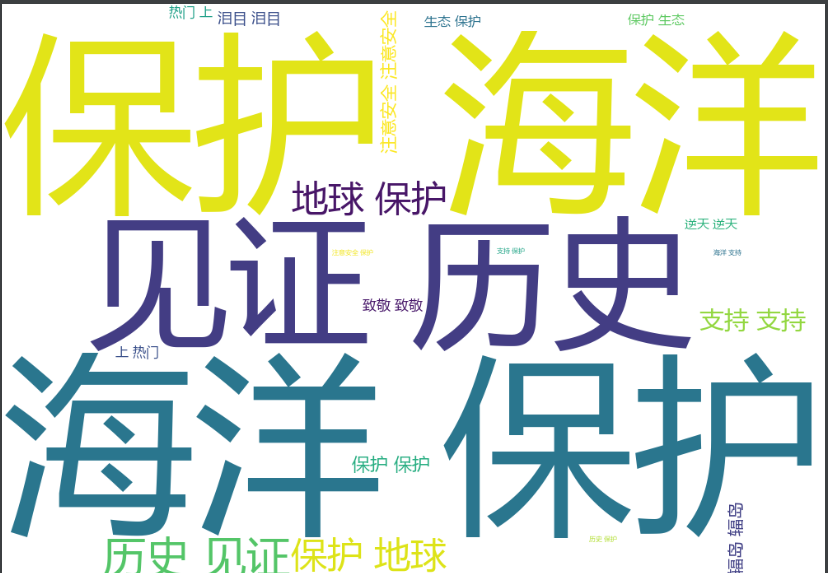 热门 上
泪目 泪目
生态 保护
保护 生态
保护 海洋
注意安全 注意安全
地球 保护
见证 历史
逆天 逆天
注意安全 保护
支持 保护
海洋 支持
致敬 致敬
支持 支持
上 热门
海洋 保护
保护 保护
辐岛 辐岛
历史 见证
保护 地球
历史 保护